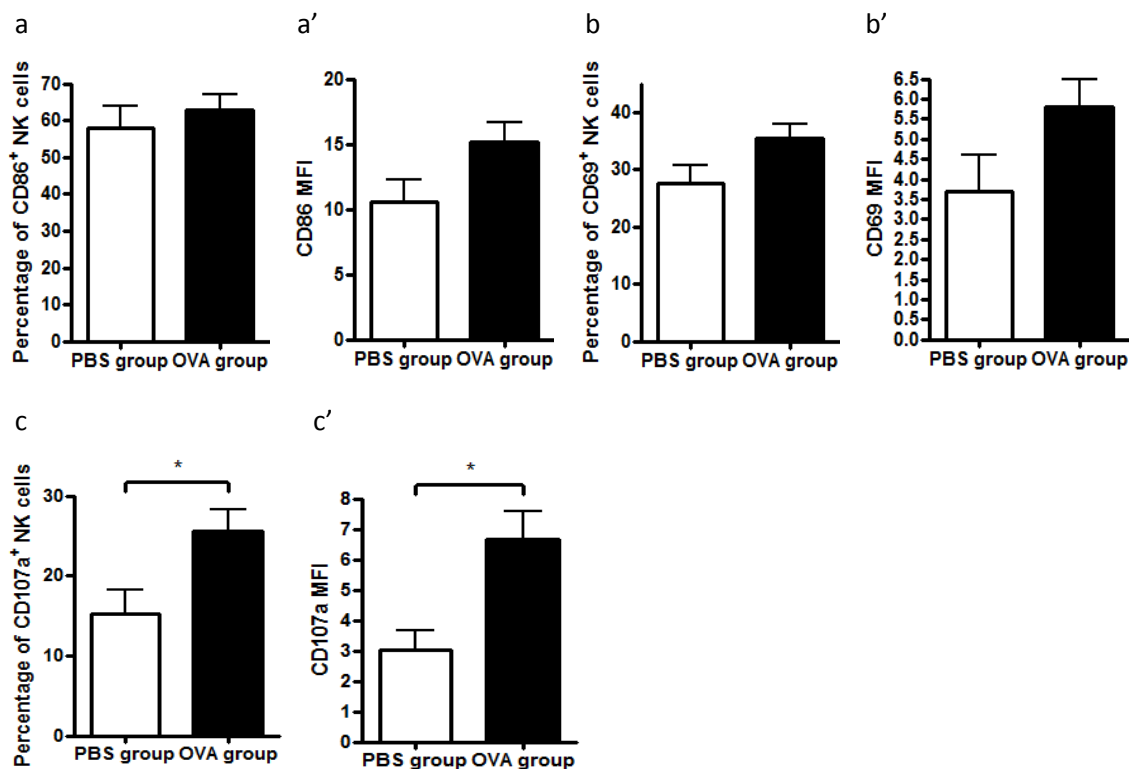 a
a’
b
b’
Percentage of CD86⁺ NK cells
70
60
50
40
30
20
10
0
PBS group OVA group
CD86 MFI
20
15
10
5
0
PBS group OVA group
Percentage of CD69⁺ NK cells
40
30
20
10
0
PBS group OVA group
CD69 MFI
6.5
6.0
5.5
5.0
4.5
4.0
3.5
3.0
2.5
2.0
1.5
1.0
0.5
0.0
PBS group OVA group
c
c’
Percentage of CD107a⁺ NK cells
30
20
10
0
*
PBS group OVA group
CD107a MFI
8
7
6
5
4
3
2
1
0
*
PBS group OVA group